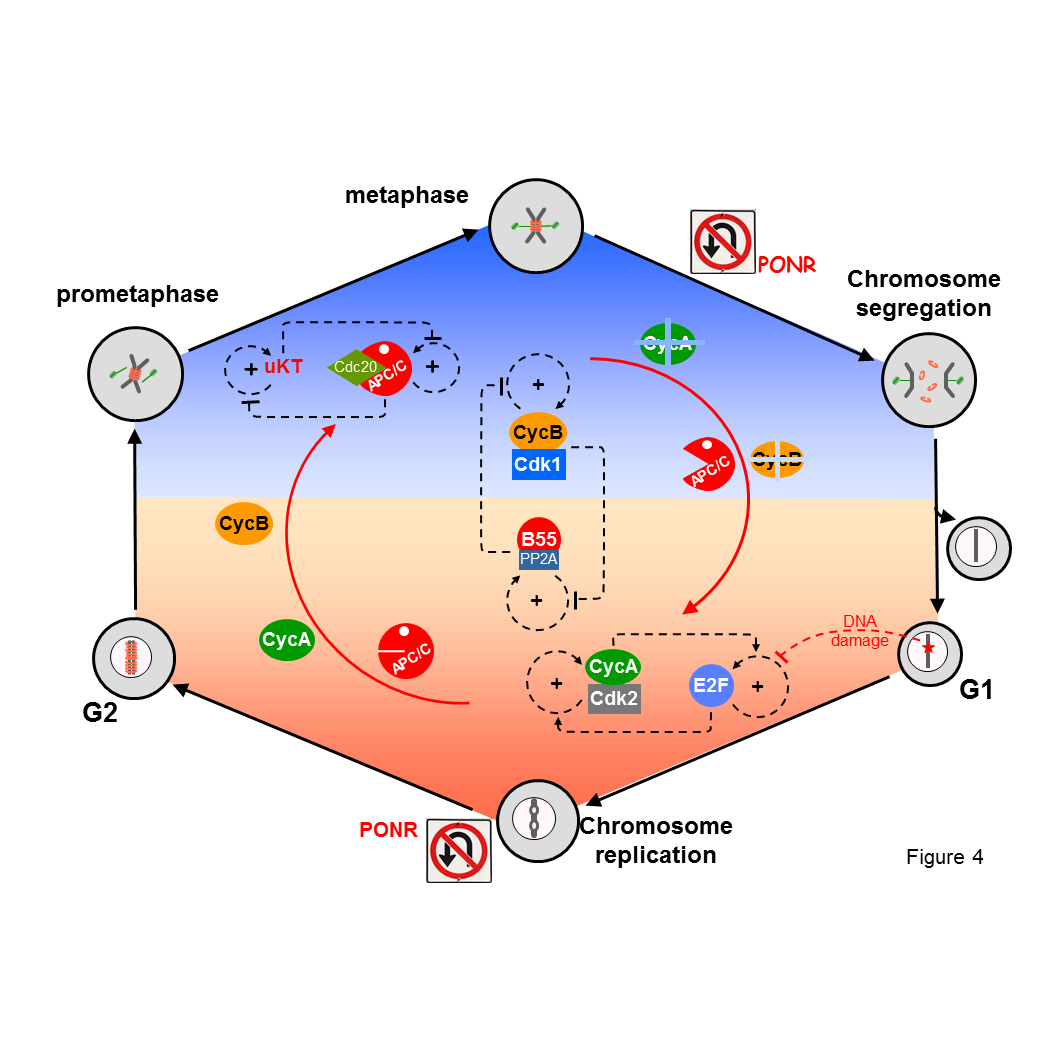 metaphase
PONR
Chromosome
segregation
prometaphase
CycA
+
uKT
Cdc20
APC/C
+
+
CycB
Cdk1
APC/C
CycB
CycB
B55
PP2A
+
DNA
damage
CycA
APC/C
+
CycA
Cdk2
E2F
+
G1
G2
PONR
Chromosome
replication
Figure 4